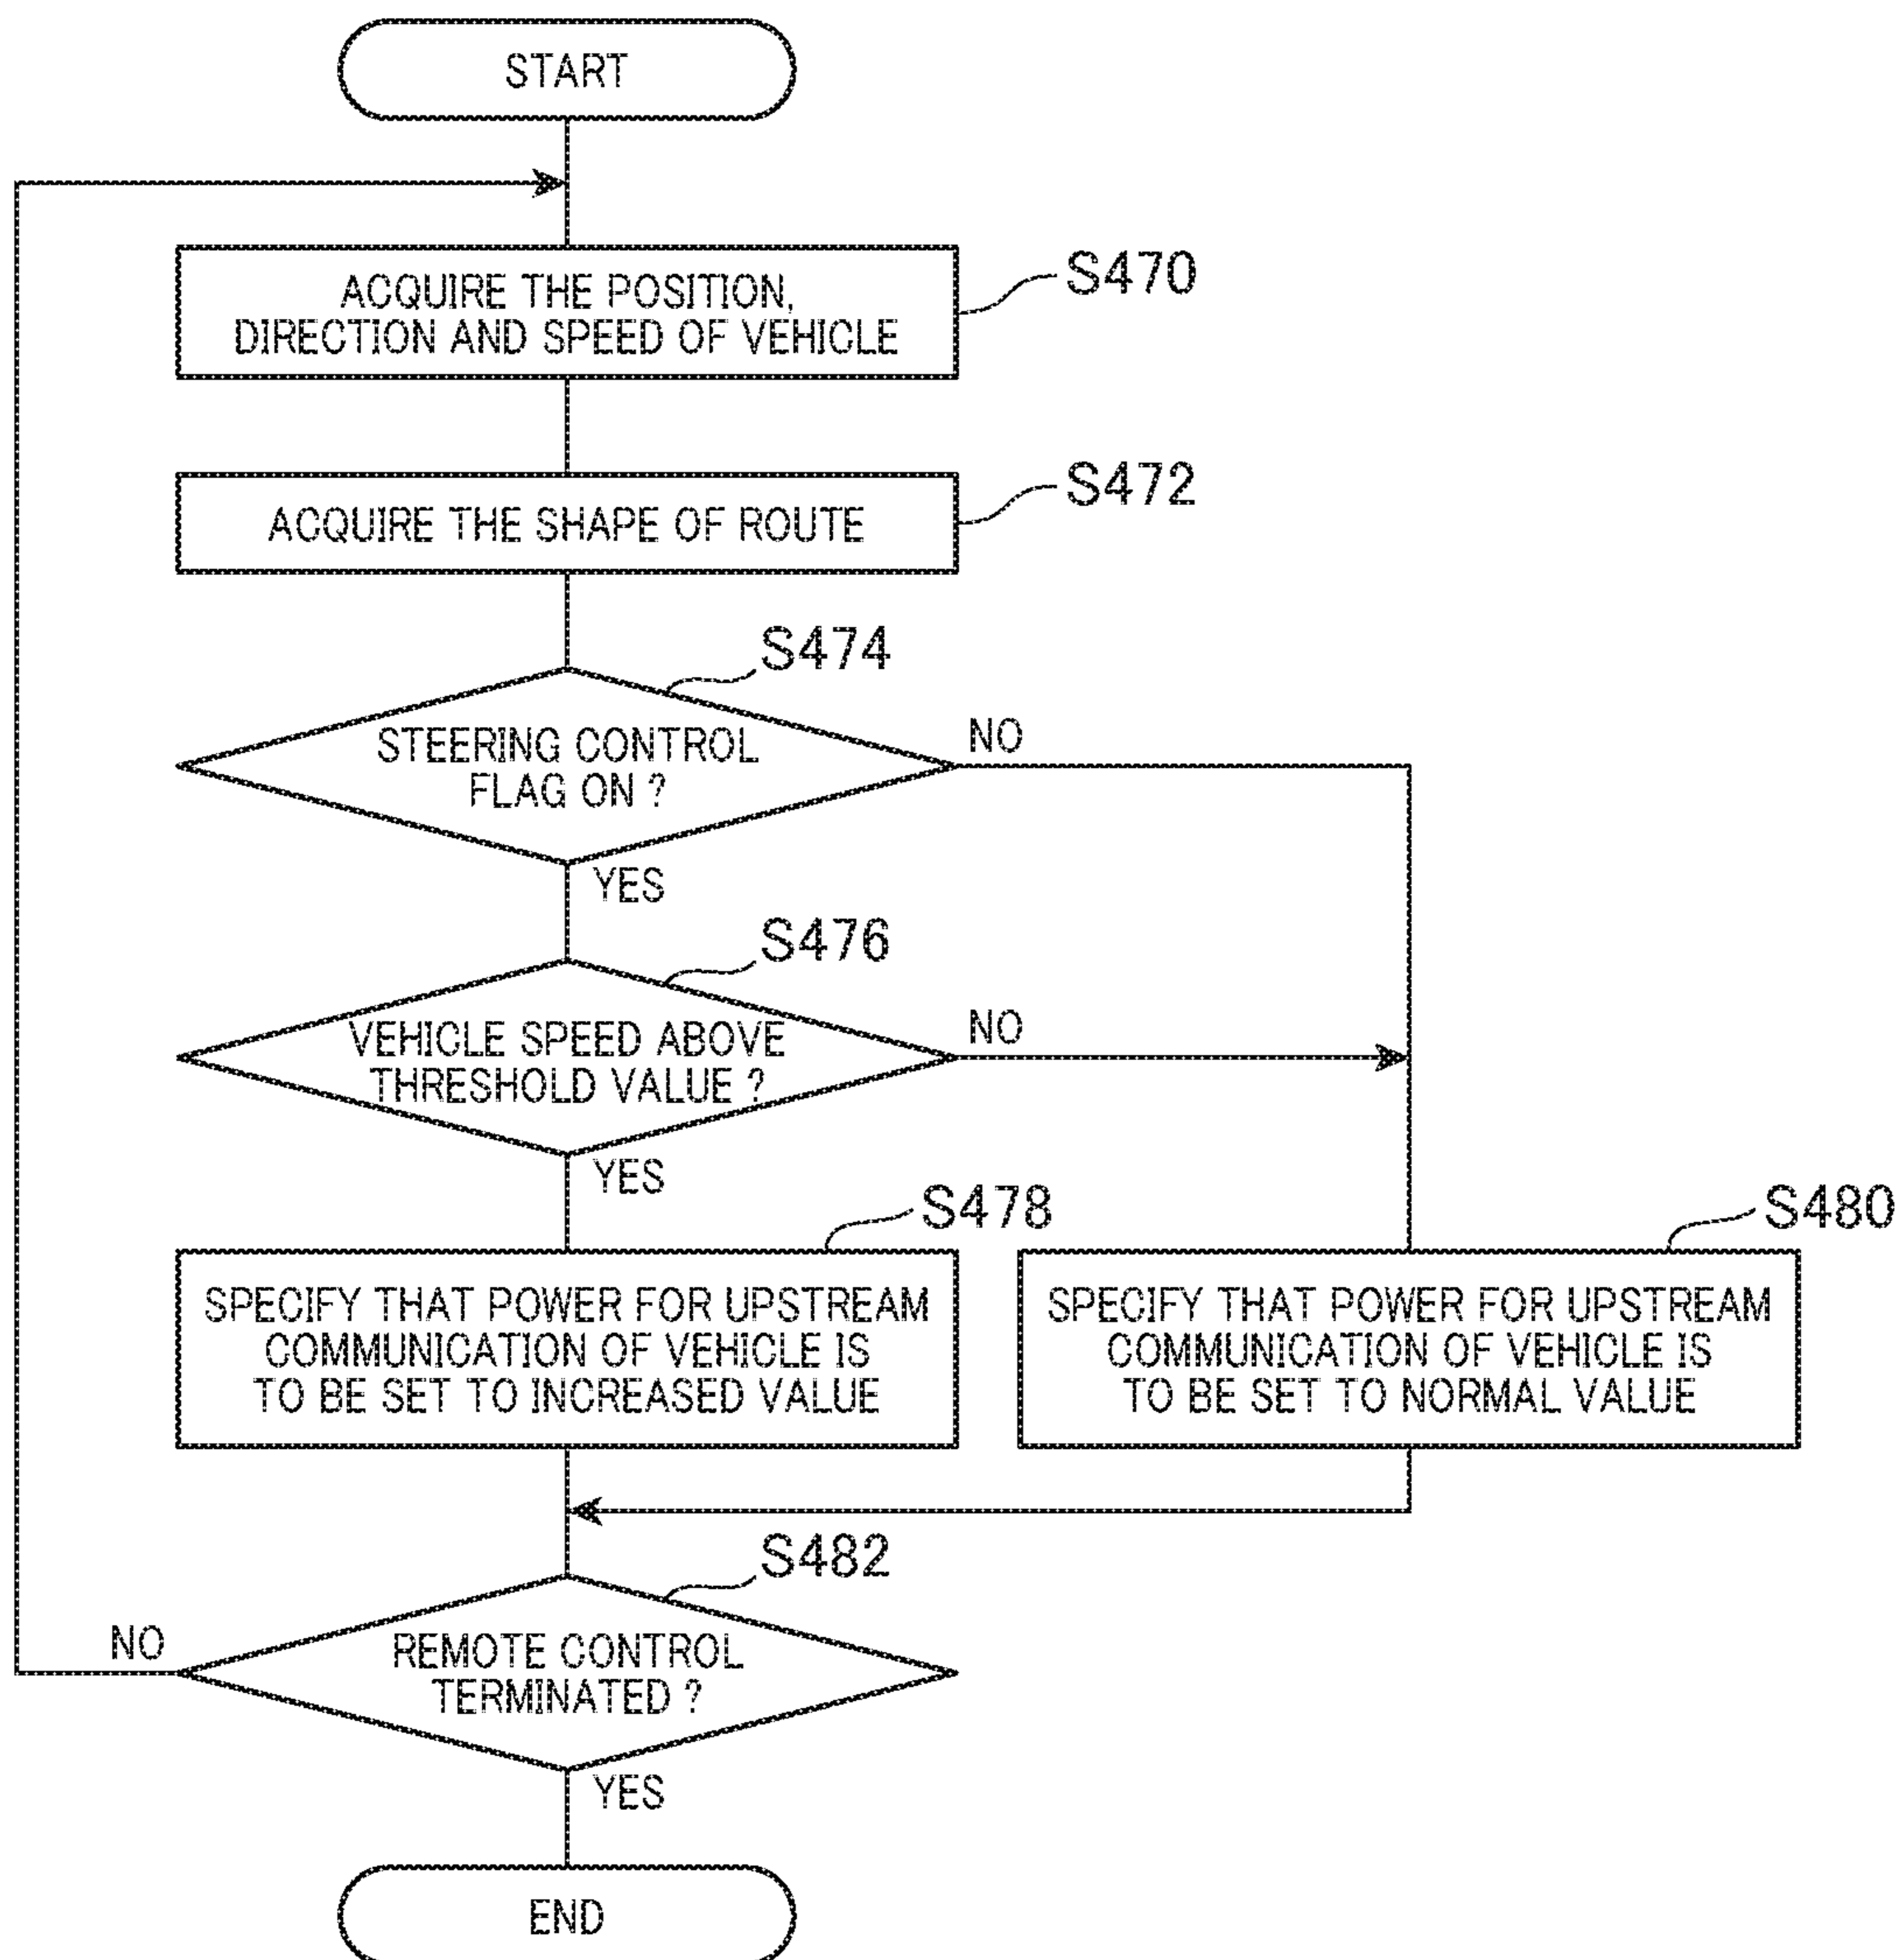 START
ACQUIRE THE POSITION,
DIRECTION AND SPEED OF VEHICLE
S470
ACQUIRE THE SHAPE OF ROUTE
S472
S474
STEERING CONTROL
FLAG ON ?
NO
YES
S476
VEHICLE SPEED ABOVE
THRESHOLD VALUE ?
NO
YES
S478
SPECIFY THAT POWER FOR UPSTREAM
COMMUNICATION OF VEHICLE IS
TO BE SET TO INCREASED VALUE
S480
SPECIFY THAT POWER FOR UPSTREAM
COMMUNICATION OF VEHICLE IS
TO BE SET TO NORMAL VALUE
S482
REMOTE CONTROL
TERMINATED ?
NO
YES
END